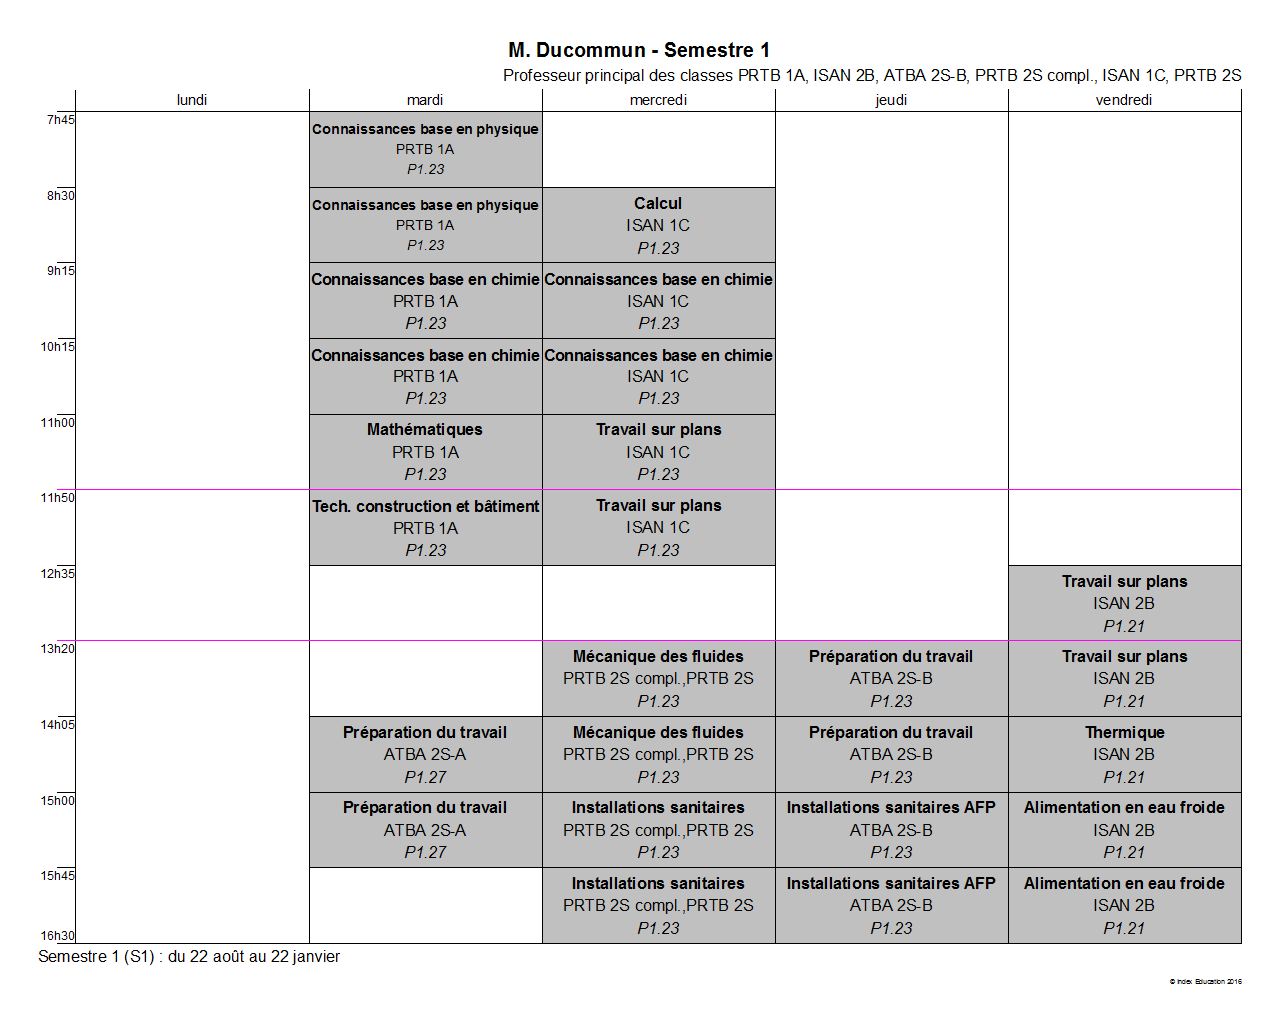 M. Ducommun - Semestre 1
Professeur principal des classes PRTB 1A, ISAN 2B, ATBA 2S-B, PRTB 2S compl., ISAN 1C, PRTB 2S
lundi mardi mercredi jeudi vendredi
7h45
Connaissances base en physique
PRTB 1A
P1.23
8h30
Connaissances base en physique
PRTB 1A
P1.23
Calcul
ISAN 1C
P1.23
9h15
Connaissances base en chimie
PRTB 1A
P1.23
Connaissances base en chimie
ISAN 1C
P1.23
10h15
Connaissances base en chimie
PRTB 1A
P1.23
Connaissances base en chimie
ISAN 1C
P1.23
11h00
Mathématiques
PRTB 1A
P1.23
Travail sur plans
ISAN 1C
P1.23
11h50
Tech. construction et bâtiment
PRTB 1A
P1.23
Travail sur plans
ISAN 1C
P1.23
12h35
Travail sur plans
ISAN 2B
P1.21
13h20
Mécanique des fluides
PRTB 2S compl.,PRTB 2S
P1.23
Préparation du travail
ATBA 2S-B
P1.23
Travail sur plans
ISAN 2B
P1.21
14h05
Préparation du travail
ATBA 2S-A
P1.27
Mécanique des fluides
PRTB 2S compl.,PRTB 2S
P1.23
Préparation du travail
ATBA 2S-B
P1.23
Thermique
ISAN 2B
P1.21
15h00
Préparation du travail
ATBA 2S-A
P1.27
Installations sanitaires
PRTB 2S compl.,PRTB 2S
P1.23
Installations sanitaires AFP
ATBA 2S-B
P1.23
Alimentation en eau froide
ISAN 2B
P1.21
15h45
Installations sanitaires
PRTB 2S compl.,PRTB 2S
P1.23
Installations sanitaires AFP
ATBA 2S-B
P1.23
Alimentation en eau froide
ISAN 2B
P1.21
16h30
Semestre 1 (S1) : du 22 août au 22 janvier
© Index Education 2016